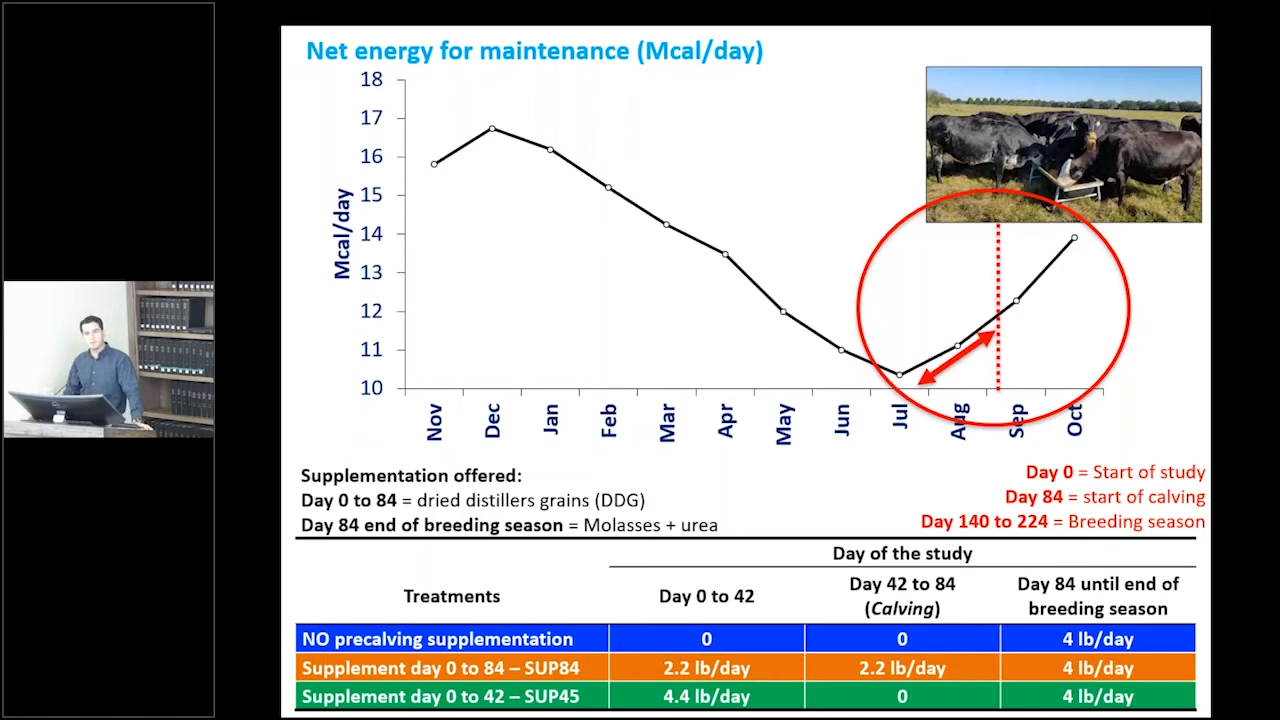 Net energy for maintenance (Mcal/day)
18
17
16
15
14
13
12
11
10
Mcal/day
Nov
Dec
Jan
Feb
Mar
Apr
May
Jun
Jul
Aug
Sep
Oct
Supplementation offered:
Day 0 to 84 = dried distillers grains (DDG)
Day 84 end of breeding season = Molasses + urea
Day 0 = Start of study
Day 84 = start of calving
Day 140 to 224 = Breeding season
Day of the study
Treatments
Day 0 to 42
Day 42 to 84
(Calving)
Day 84 until end of
breeding season
NO precalving supplementation 0 0 4 lb/day
Supplement day 0 to 84 – SUP84 2.2 lb/day 2.2 lb/day 4 lb/day
Supplement day 0 to 42 – SUP45 4.4 lb/day 0 4 lb/day